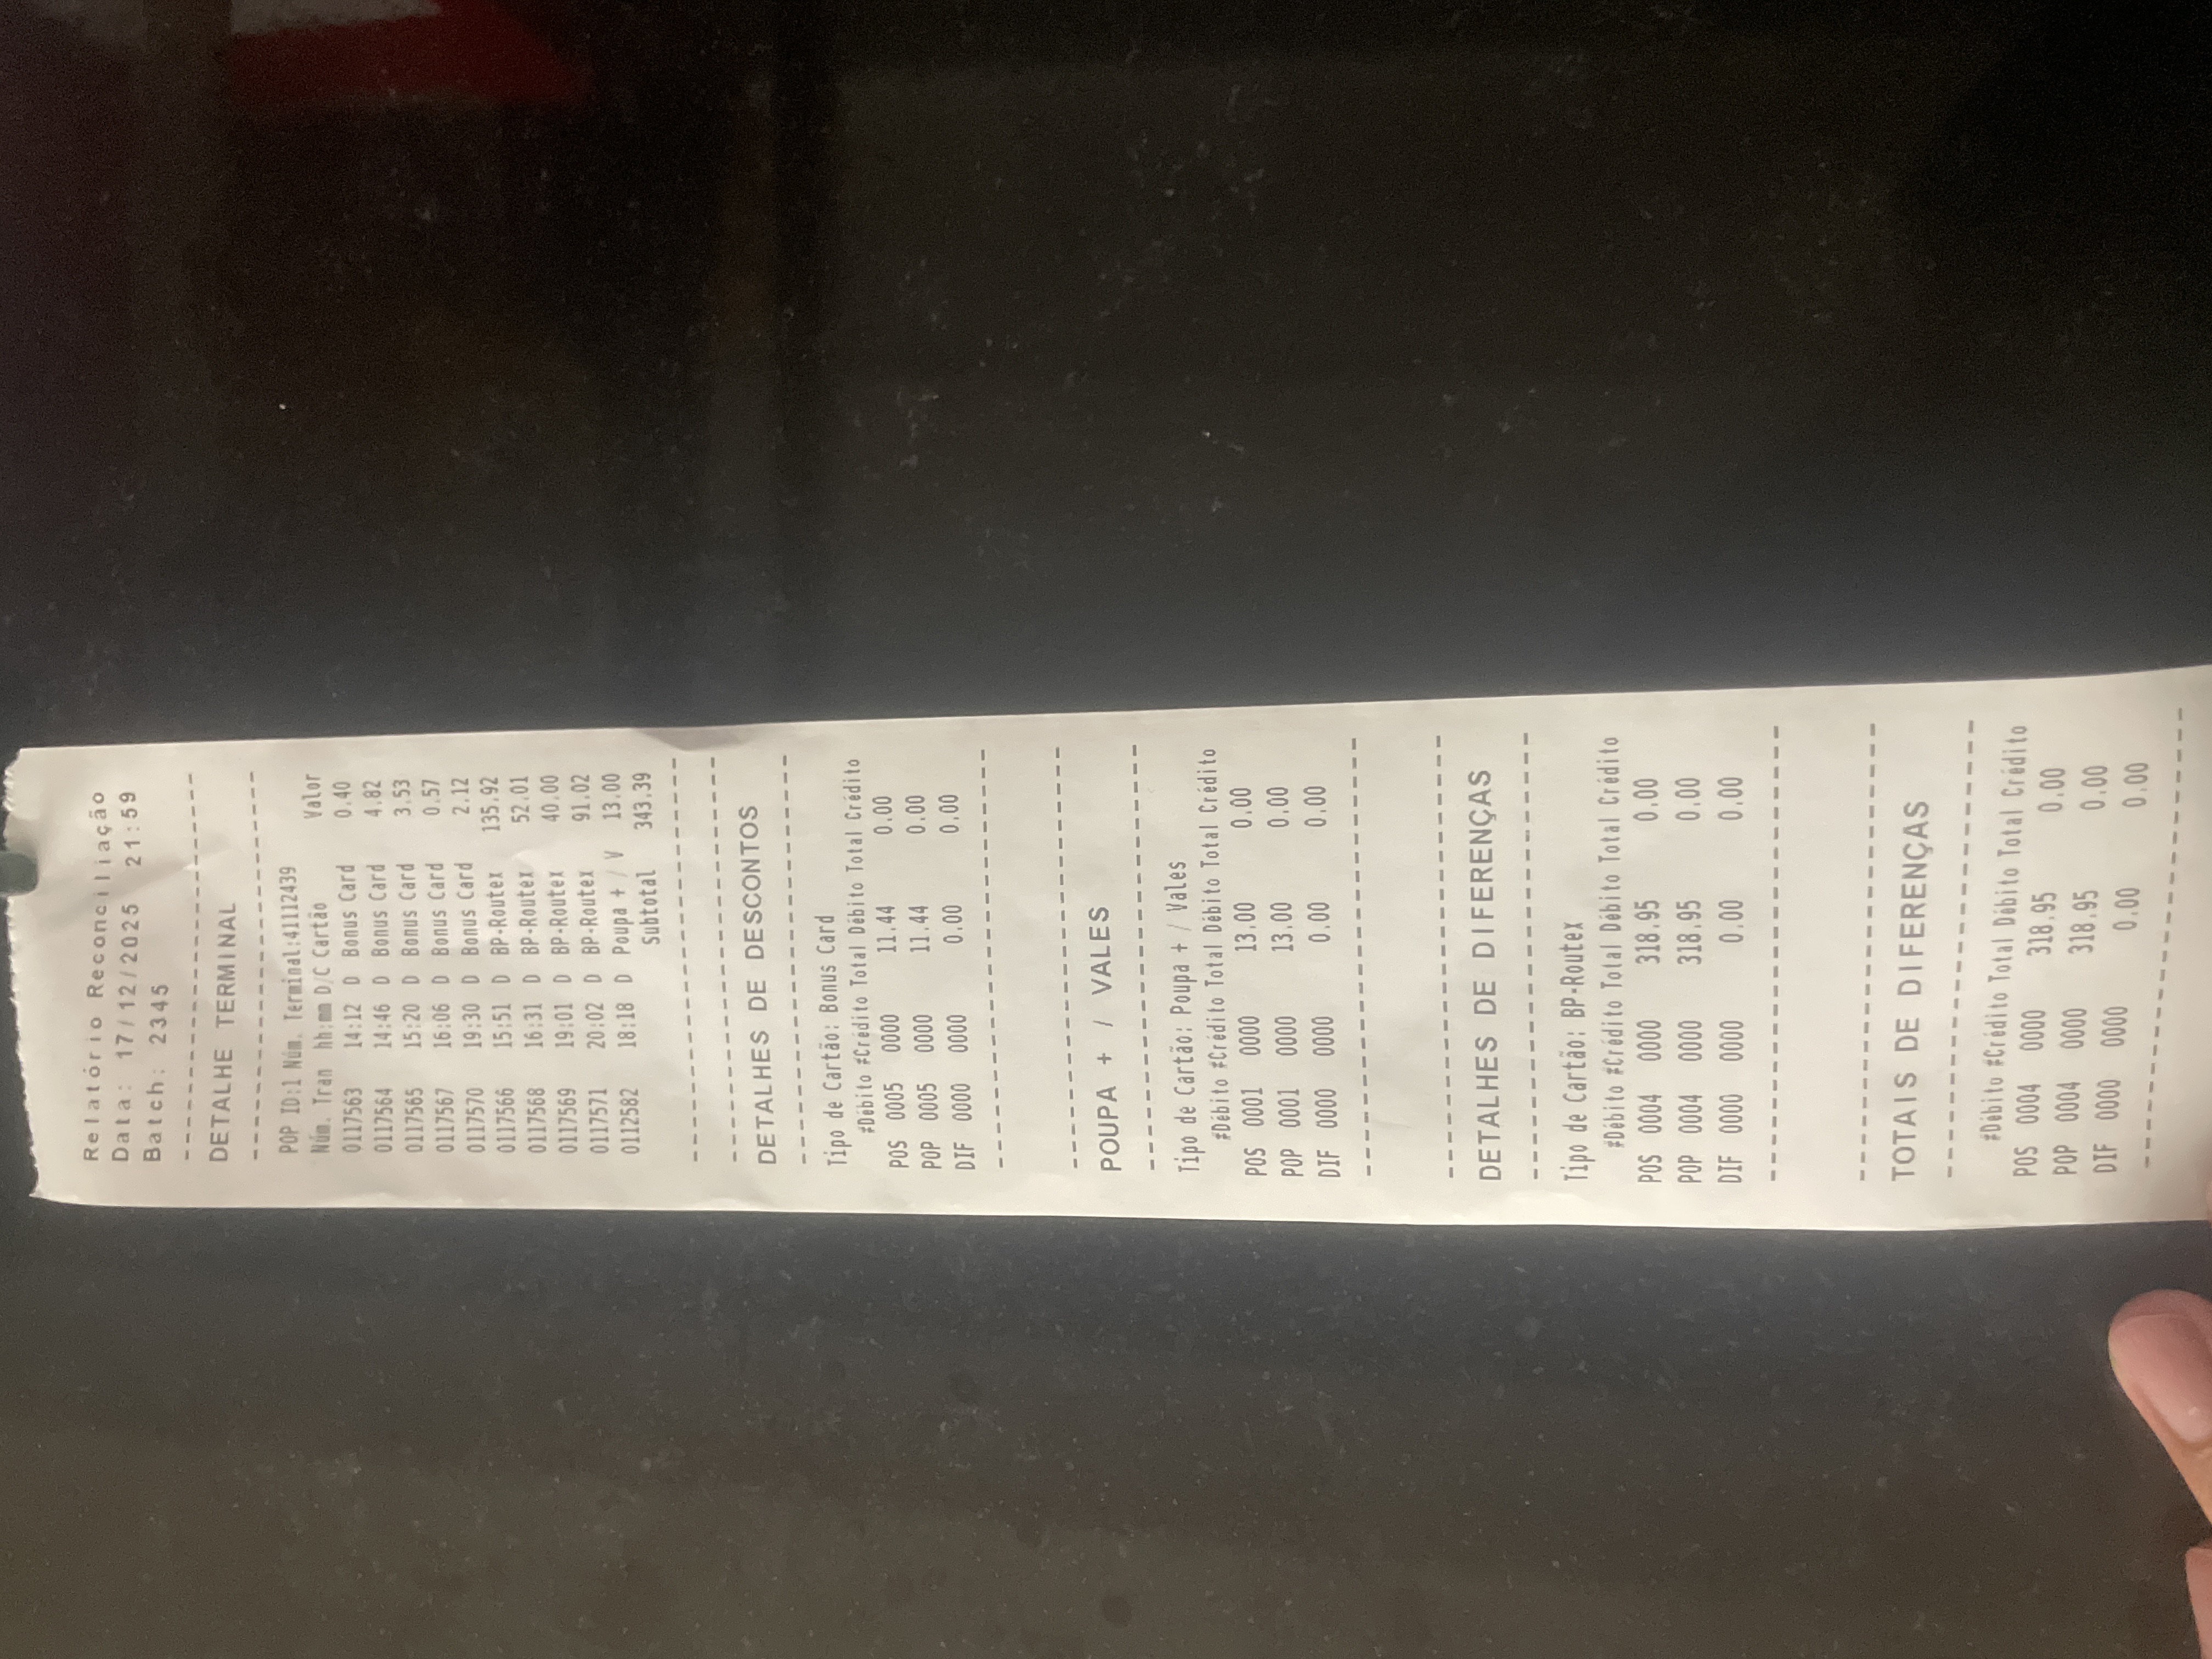 Relatório Reconciliação
Data: 17/12/2025 21:59
Batch: 2345
DETALHE TERMINAL
POP ID:1 Núm. Terminal:41112439
Núm. Tran hh:mm D/C Cartão Valor
0117563 14:12 D Bonus Card 0.40
0117564 14:46 D Bonus Card 4.82
0117565 15:20 D Bonus Card 3.53
0117567 16:06 D Bonus Card 0.57
0117570 19:30 D Bonus Card 2.12
0117566 15:51 D BP-Routex 135.92
0117568 16:31 D BP-Routex 52.01
0117569 19:01 D BP-Routex 40.00
0117571 20:02 D BP-Routex 91.02
0112582 18:18 D Poupa + / V 13.00
Subtotal 343.39
DETALHES DE DESCONTOS
Tipo de Cartão: Bonus Card
#Débito #Crédito Total Débito Total Crédito
POS 0005 0000 11.44 0.00
POP 0005 0000 11.44 0.00
DIF 0000 0000 0.00 0.00
POUPA + / VALES
Tipo de Cartão: Poupa + / Vales
#Débito #Crédito Total Débito Total Crédito
POS 0001 0000 13.00 0.00
POP 0001 0000 13.00 0.00
DIF 0000 0000 0.00 0.00
DETALHES DE DIFERENÇAS
Tipo de Cartão: BP-Routex
#Débito #Crédito Total Débito Total Crédito
POS 0004 0000 318.95 0.00
POP 0004 0000 318.95 0.00
DIF 0000 0000 0.00 0.00
TOTAIS DE DIFERENÇAS
#Débito #Crédito Total Débito Total Crédito
POS 0004 0000 318.95 0.00
POP 0004 0000 318.95 0.00
DIF 0000 0000 0.00 0.00